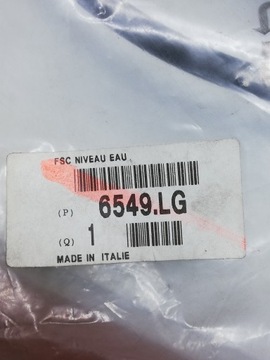 FSC NIVEAU EAU
(P) 6549.LG
(Q) 1
MADE IN ITALIE